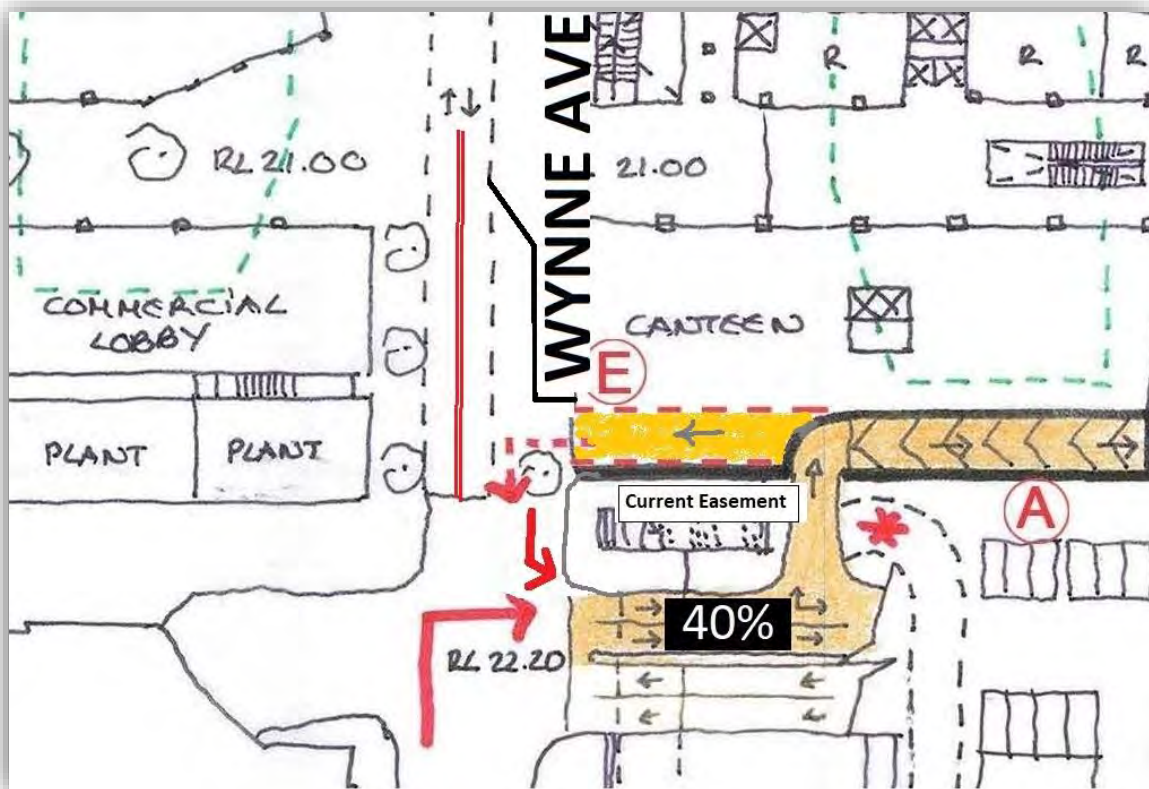 WYNNE AVE
R
R
R
RL 21.00
21.00
COMMERCIAL
LOBBY
CANTEEN
E
PLANT
PLANT
Current Easement
A
40%
RL 22.20